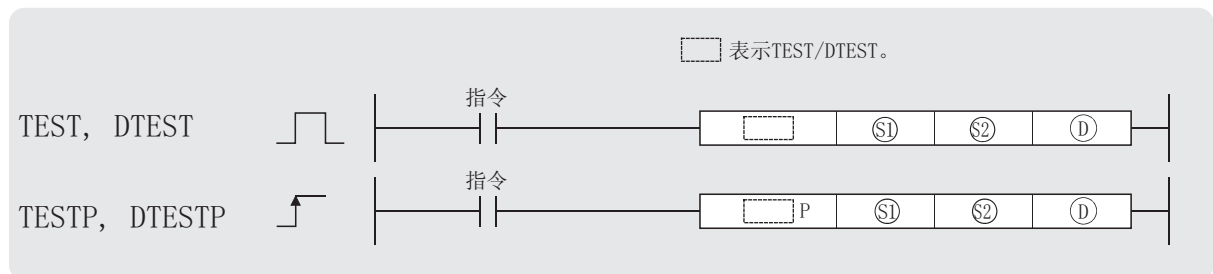 表示TEST/DTEST。
指令
TEST, DTEST
S1 S2 D
指令
TESTP, DTESTP
P S1 S2 D